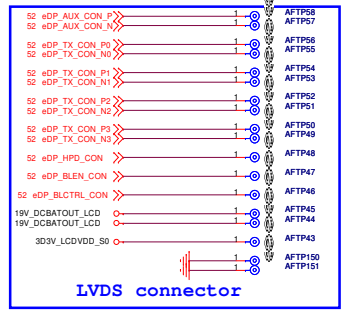 52 eDP_AUX_CON_P 1 AFTP58
52 eDP_AUX_CON_N 1 AFTP57
52 eDP_TX_CON_P0 1 AFTP56
52 eDP_TX_CON_N0 1 AFTP55
52 eDP_TX_CON_P1 1 AFTP54
52 eDP_TX_CON_N1 1 AFTP53
52 eDP_TX_CON_P2 1 AFTP52
52 eDP_TX_CON_N2 1 AFTP51
52 eDP_TX_CON_P3 1 AFTP50
52 eDP_TX_CON_N3 1 AFTP49
52 eDP_HPD_CON 1 AFTP48
52 eDP_BLEN_CON 1 AFTP47
52 eDP_BLCTRL_CON 1 AFTP46
19V_DCBATOUT_LCD 1 AFTP45
19V_DCBATOUT_LCD 1 AFTP44
3D3V_LCDVDD_S0 1 AFTP43
1 AFTP150
1 AFTP151
LVDS connector